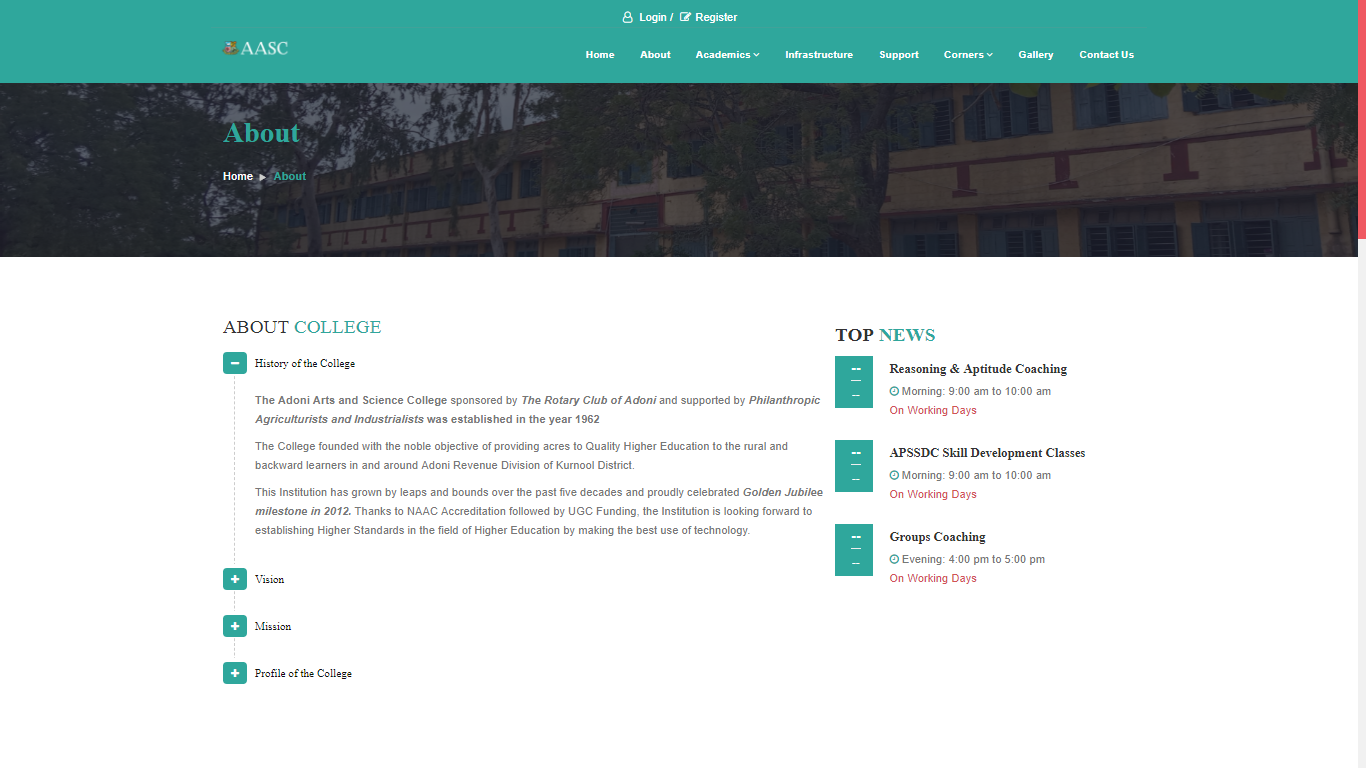 Login / Register
AASC
Home About Academics Infrastructure Support Corners Gallery Contact Us
About
Home About
ABOUT COLLEGE
History of the College
The Adoni Arts and Science College sponsored by The Rotary Club of Adoni and supported by Philanthropic
Agriculturists and Industrialists was established in the year 1962
The College founded with the noble objective of providing acres to Quality Higher Education to the rural and
backward learners in and around Adoni Revenue Division of Kurnool District.
This Institution has grown by leaps and bounds over the past five decades and proudly celebrated Golden Jubilee
milestone in 2012. Thanks to NAAC Accreditation followed by UGC Funding, the Institution is looking forward to
establishing Higher Standards in the field of Higher Education by making the best use of technology.
Vision
Mission
Profile of the College
TOP NEWS
--
--
Reasoning & Aptitude Coaching
Morning: 9:00 am to 10:00 am
On Working Days
--
--
APSSDC Skill Development Classes
Morning: 9:00 am to 10:00 am
On Working Days
--
--
Groups Coaching
Evening: 4:00 pm to 5:00 pm
On Working Days